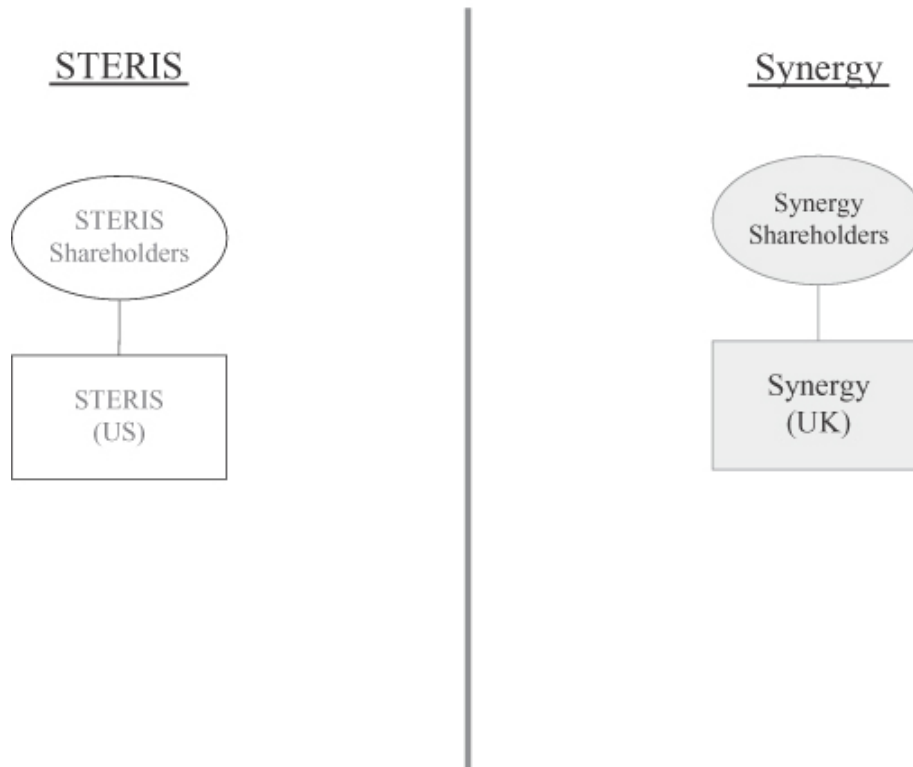 STERIS
STERIS
Shareholders
STERIS
(US)
Synergy
Synergy
Shareholders
Synergy
(UK)